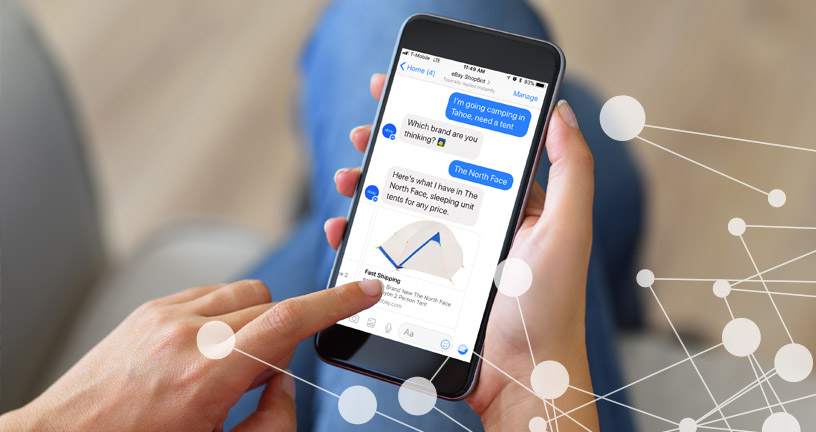 T-Mobile LTE
11:49 AM
93%
Home (4)
eBay ShopBot
Typically replies instantly
Manage
I'm going camping in
Tahoe, need a tent
Which brand are you
thinking?
The North Face
Here's what I have in The
North Face, sleeping unit
tents for any price.
Fast Shipping
Brand New The North Face
2 Person Tent
Aa